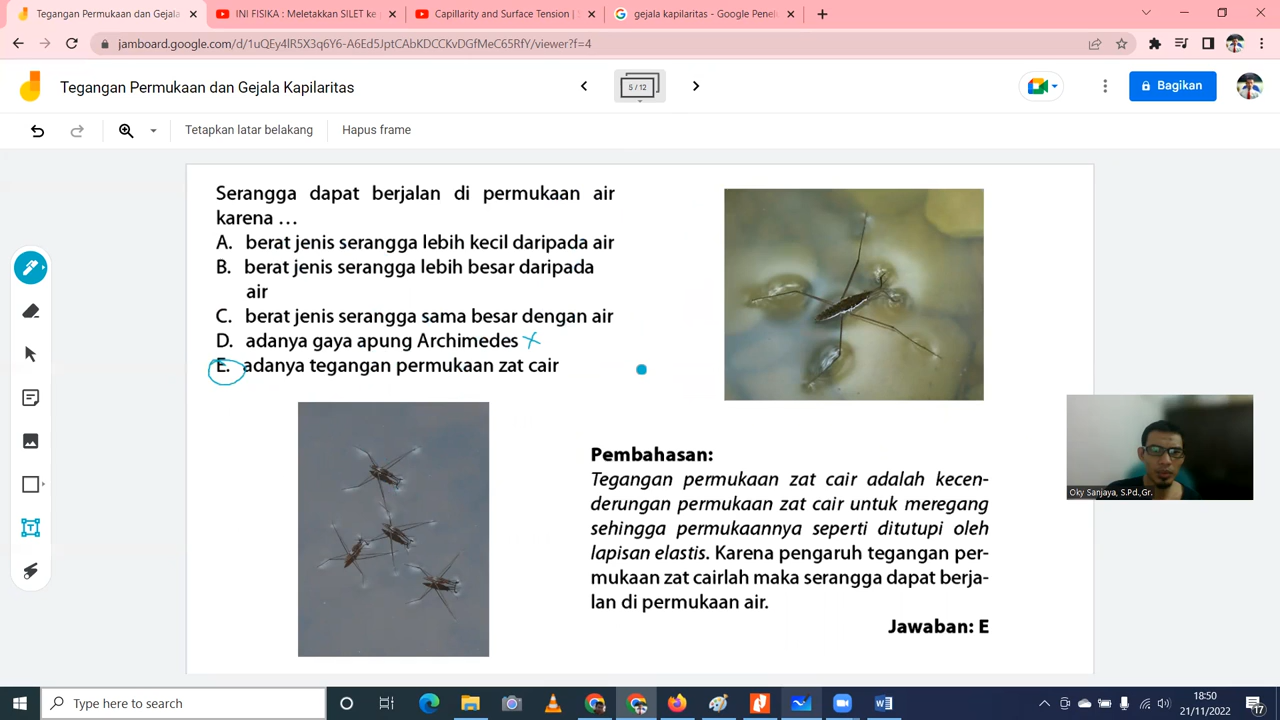 Tegangan Permukaan dan Gejala
INI FISIKA : Meletakkan SILET ke
Capillarity and Surface Tension |
gejala kapilaritas - Google Penel
jamboard.google.com/d/1uQEy4lR5X3q6Y6-A6Ed5JptCAbKDCCKvDGfMeC65RfY/viewer?f=4
Tegangan Permukaan dan Gejala Kapilaritas
5 / 12
Bagikan
Tetapkan latar belakang
Hapus frame
Serangga dapat berjalan di permukaan air
karena ...
A. berat jenis serangga lebih kecil daripada air
B. berat jenis serangga lebih besar daripada
air
C. berat jenis serangga sama besar dengan air
D. adanya gaya apung Archimedes
E. adanya tegangan permukaan zat cair
Pembahasan:
Tegangan permukaan zat cair adalah kecen-
derungan permukaan zat cair untuk meregang
sehingga permukaannya seperti ditutupi oleh
lapisan elastis. Karena pengaruh tegangan per-
mukaan zat cairlah maka serangga dapat berja-
lan di permukaan air.
Jawaban: E
Oky Sanjaya, S.Pd.,Gr.
Type here to search
18:50
21/11/2022
17